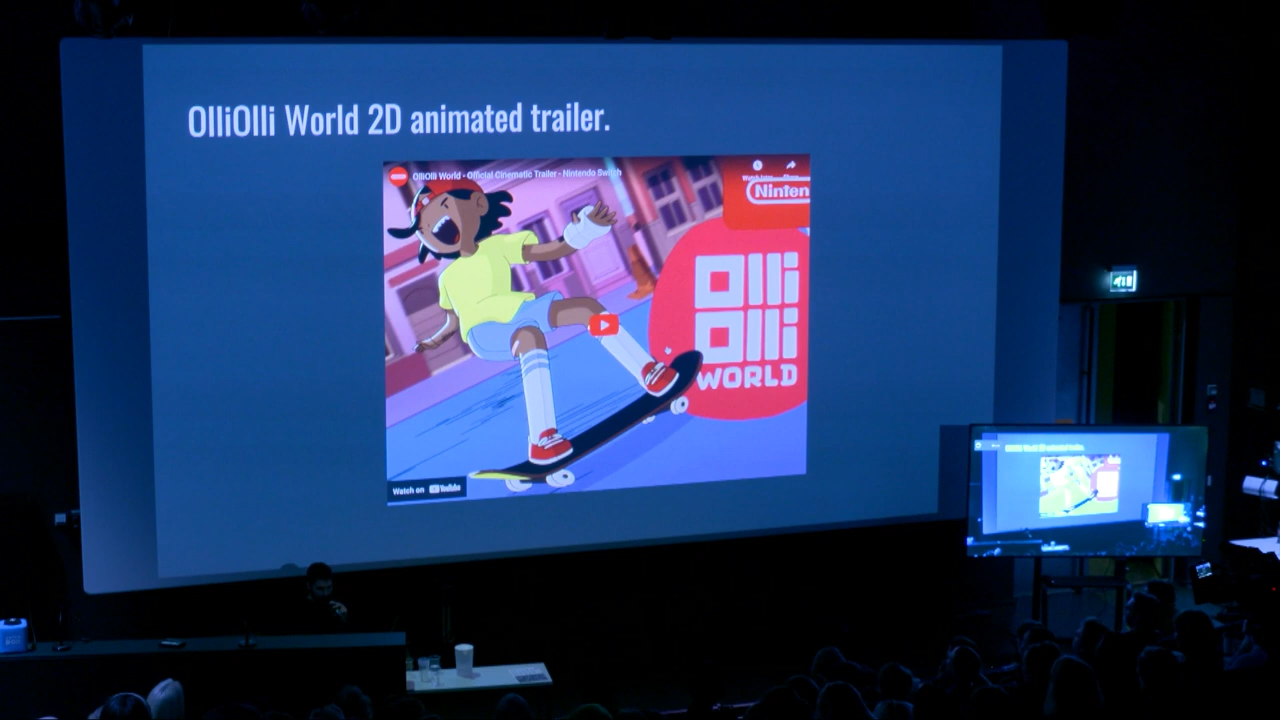 OlliOlli World 2D animated trailer.
OlliOlli World - Official Cinematic Trailer - Nintendo Switch
Ninten
Olli
Olli
WORLD
Watch on YouTube